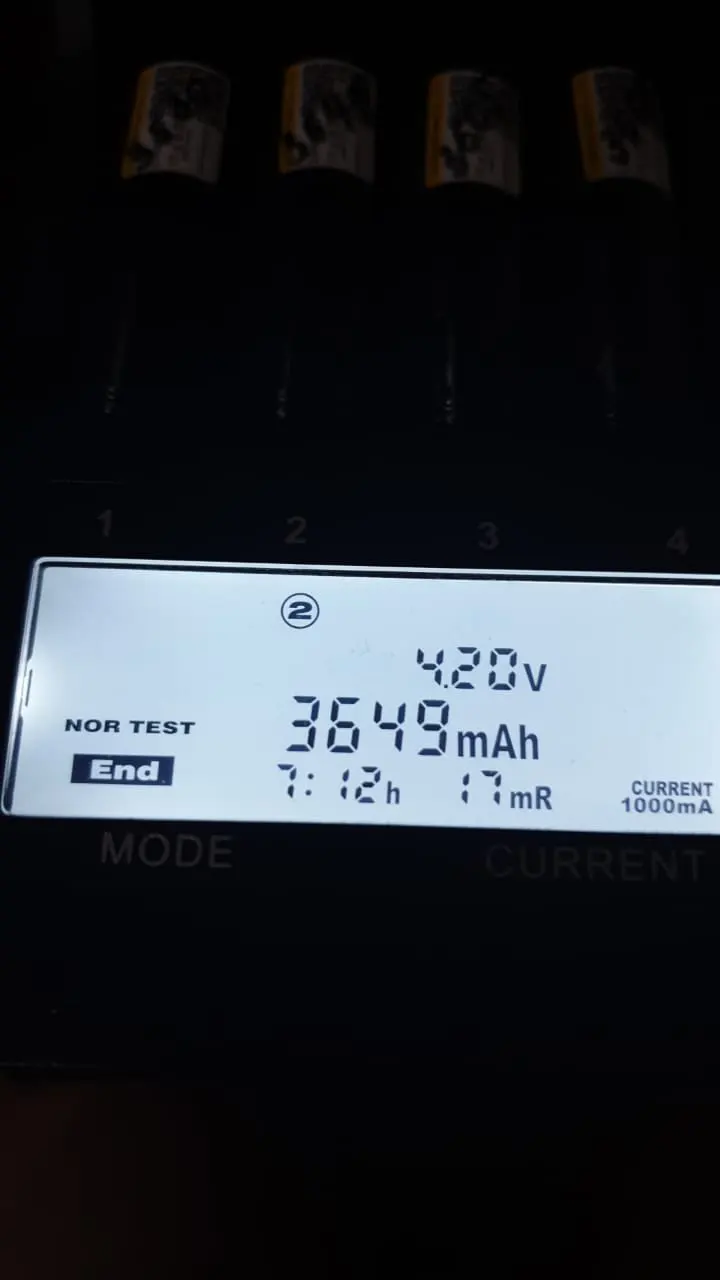 1 2 3 4
②
4.20V
NOR TEST 3649mAh
End 7:12h 17mR CURRENT
1000mA
MODE CURRENT